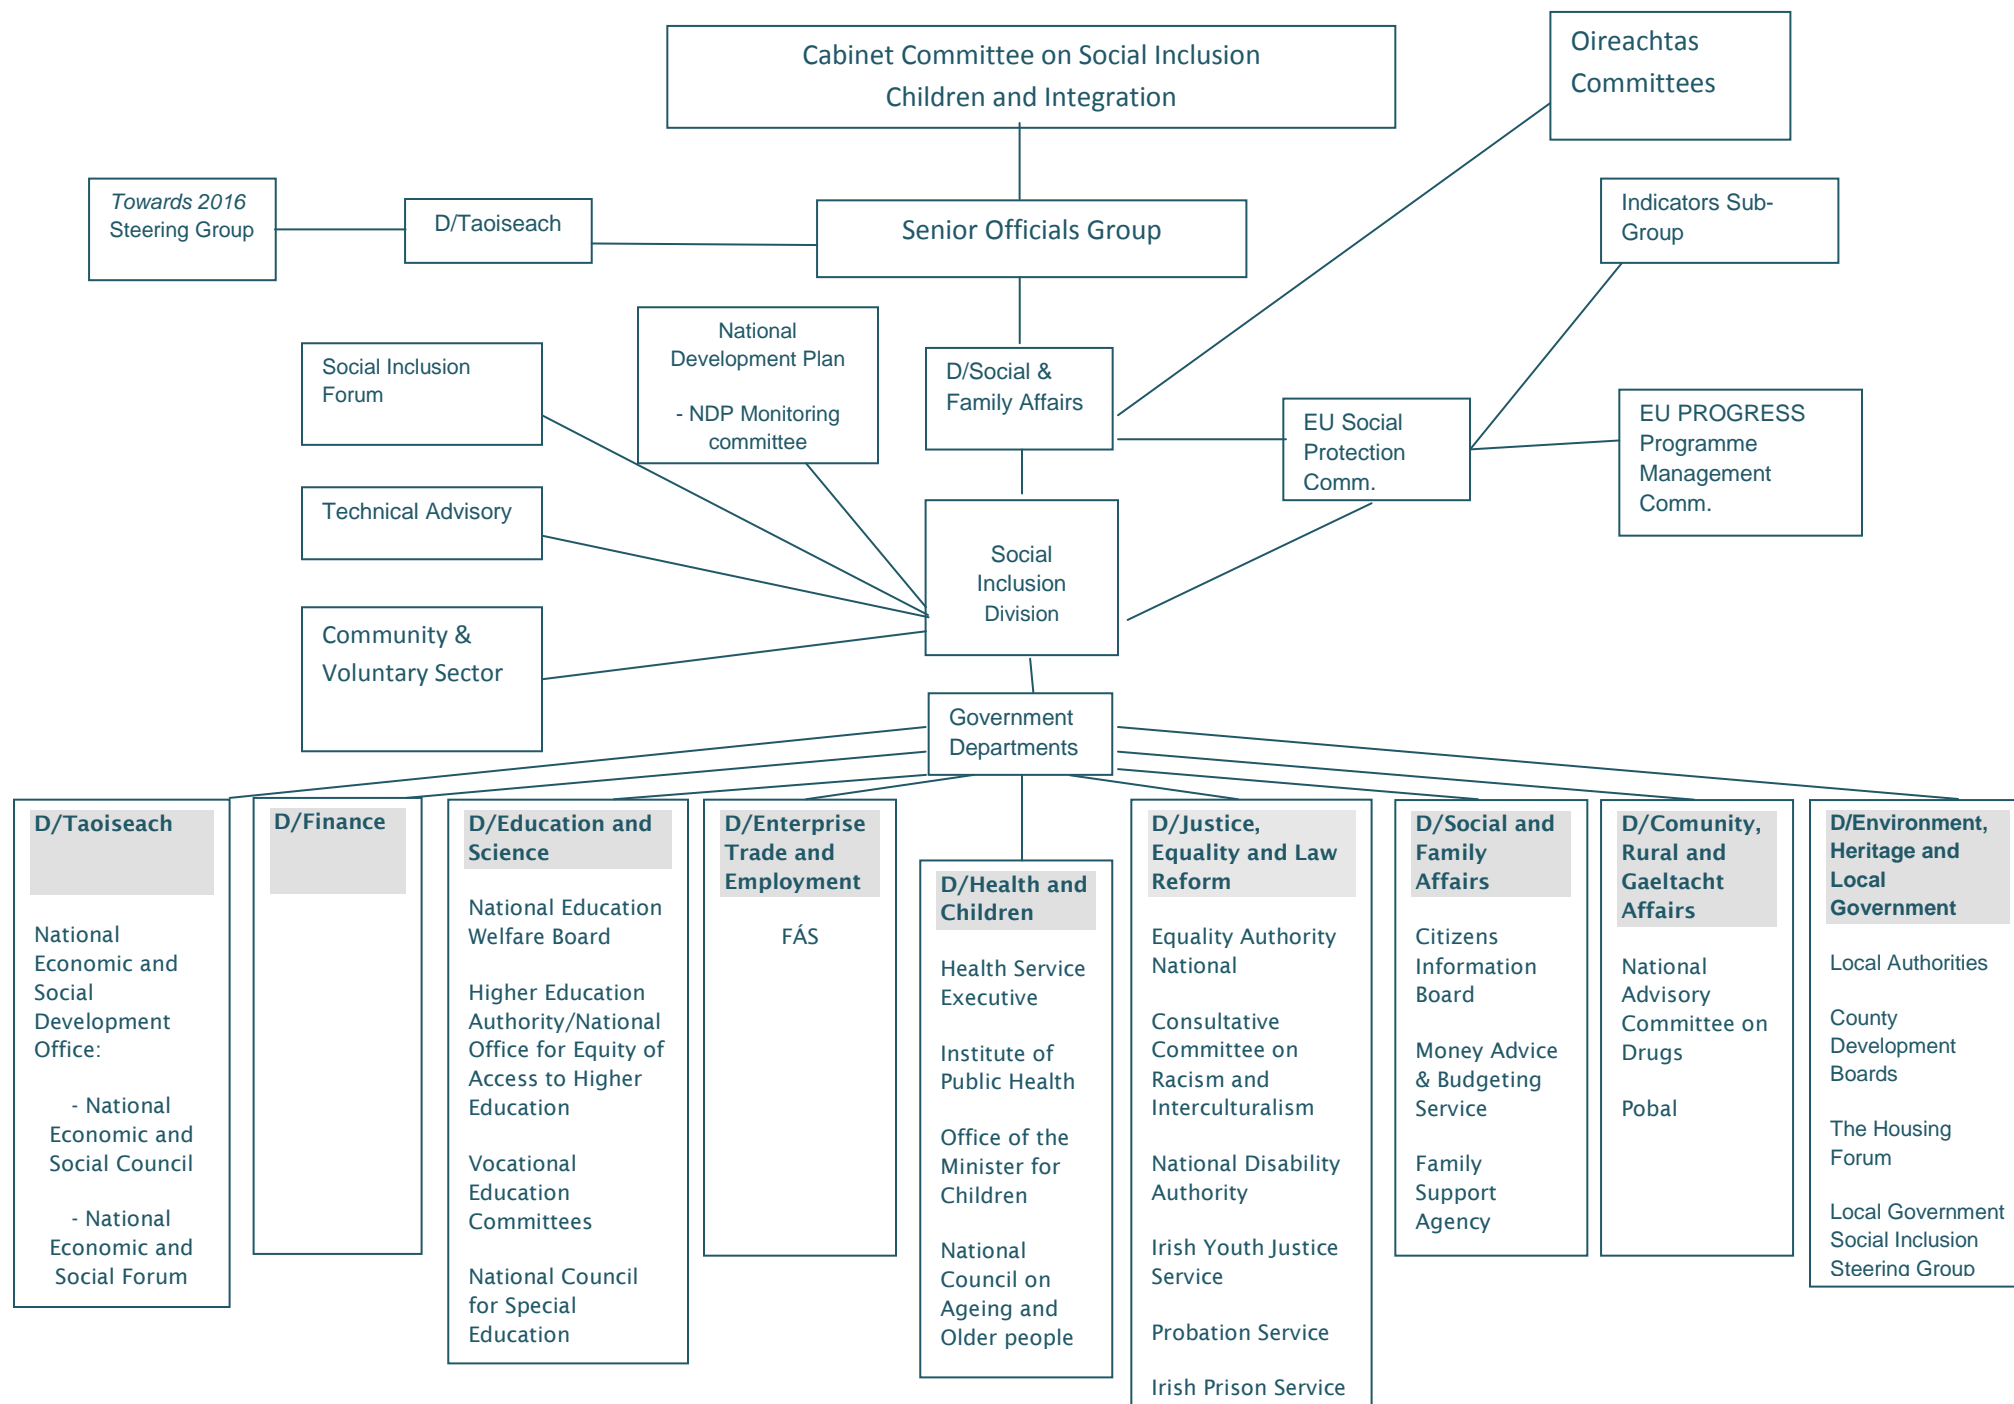 Cabinet Committee on Social Inclusion
Children and Integration
Oireachtas
Committees
Towards 2016
Steering Group
D/Taoiseach
Senior Officials Group
Indicators Sub-
Group
National
Development Plan
- NDP Monitoring
committee
Social Inclusion
Forum
D/Social &
Family Affairs
EU Social
Protection
Comm.
EU PROGRESS
Programme
Management
Comm.
Technical Advisory
Social
Inclusion
Division
Community &
Voluntary Sector
Government
Departments
D/Taoiseach
National
Economic and
Social
Development
Office:
- National
Economic and
Social Council
- National
Economic and
Social Forum
D/Finance
D/Education and
Science
National Education
Welfare Board
Higher Education
Authority/National
Office for Equity of
Access to Higher
Education
Vocational
Education
Committees
National Council
for Special
Education
D/Enterprise
Trade and
Employment
FÁS
D/Health and
Children
Health Service
Executive
Institute of
Public Health
Office of the
Minister for
Children
National
Council on
Ageing and
Older people
D/Justice,
Equality and Law
Reform
Equality Authority
National
Consultative
Committee on
Racism and
Interculturalism
National Disability
Authority
Irish Youth Justice
Service
Probation Service
Irish Prison Service
D/Social and
Family
Affairs
Citizens
Information
Board
Money Advice
& Budgeting
Service
Family
Support
Agency
D/Comunity,
Rural and
Gaeltacht
Affairs
National
Advisory
Committee on
Drugs
Pobal
D/Environment,
Heritage and
Local
Government
Local Authorities
County
Development
Boards
The Housing
Forum
Local Government
Social Inclusion
Steering Group